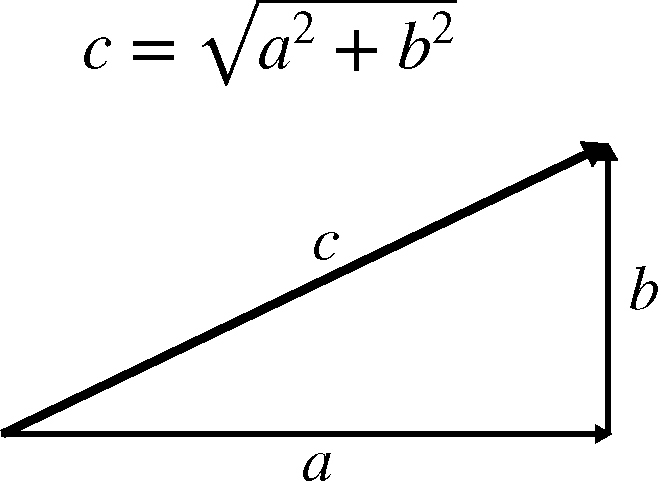 c = √a² + b²
c
b
a